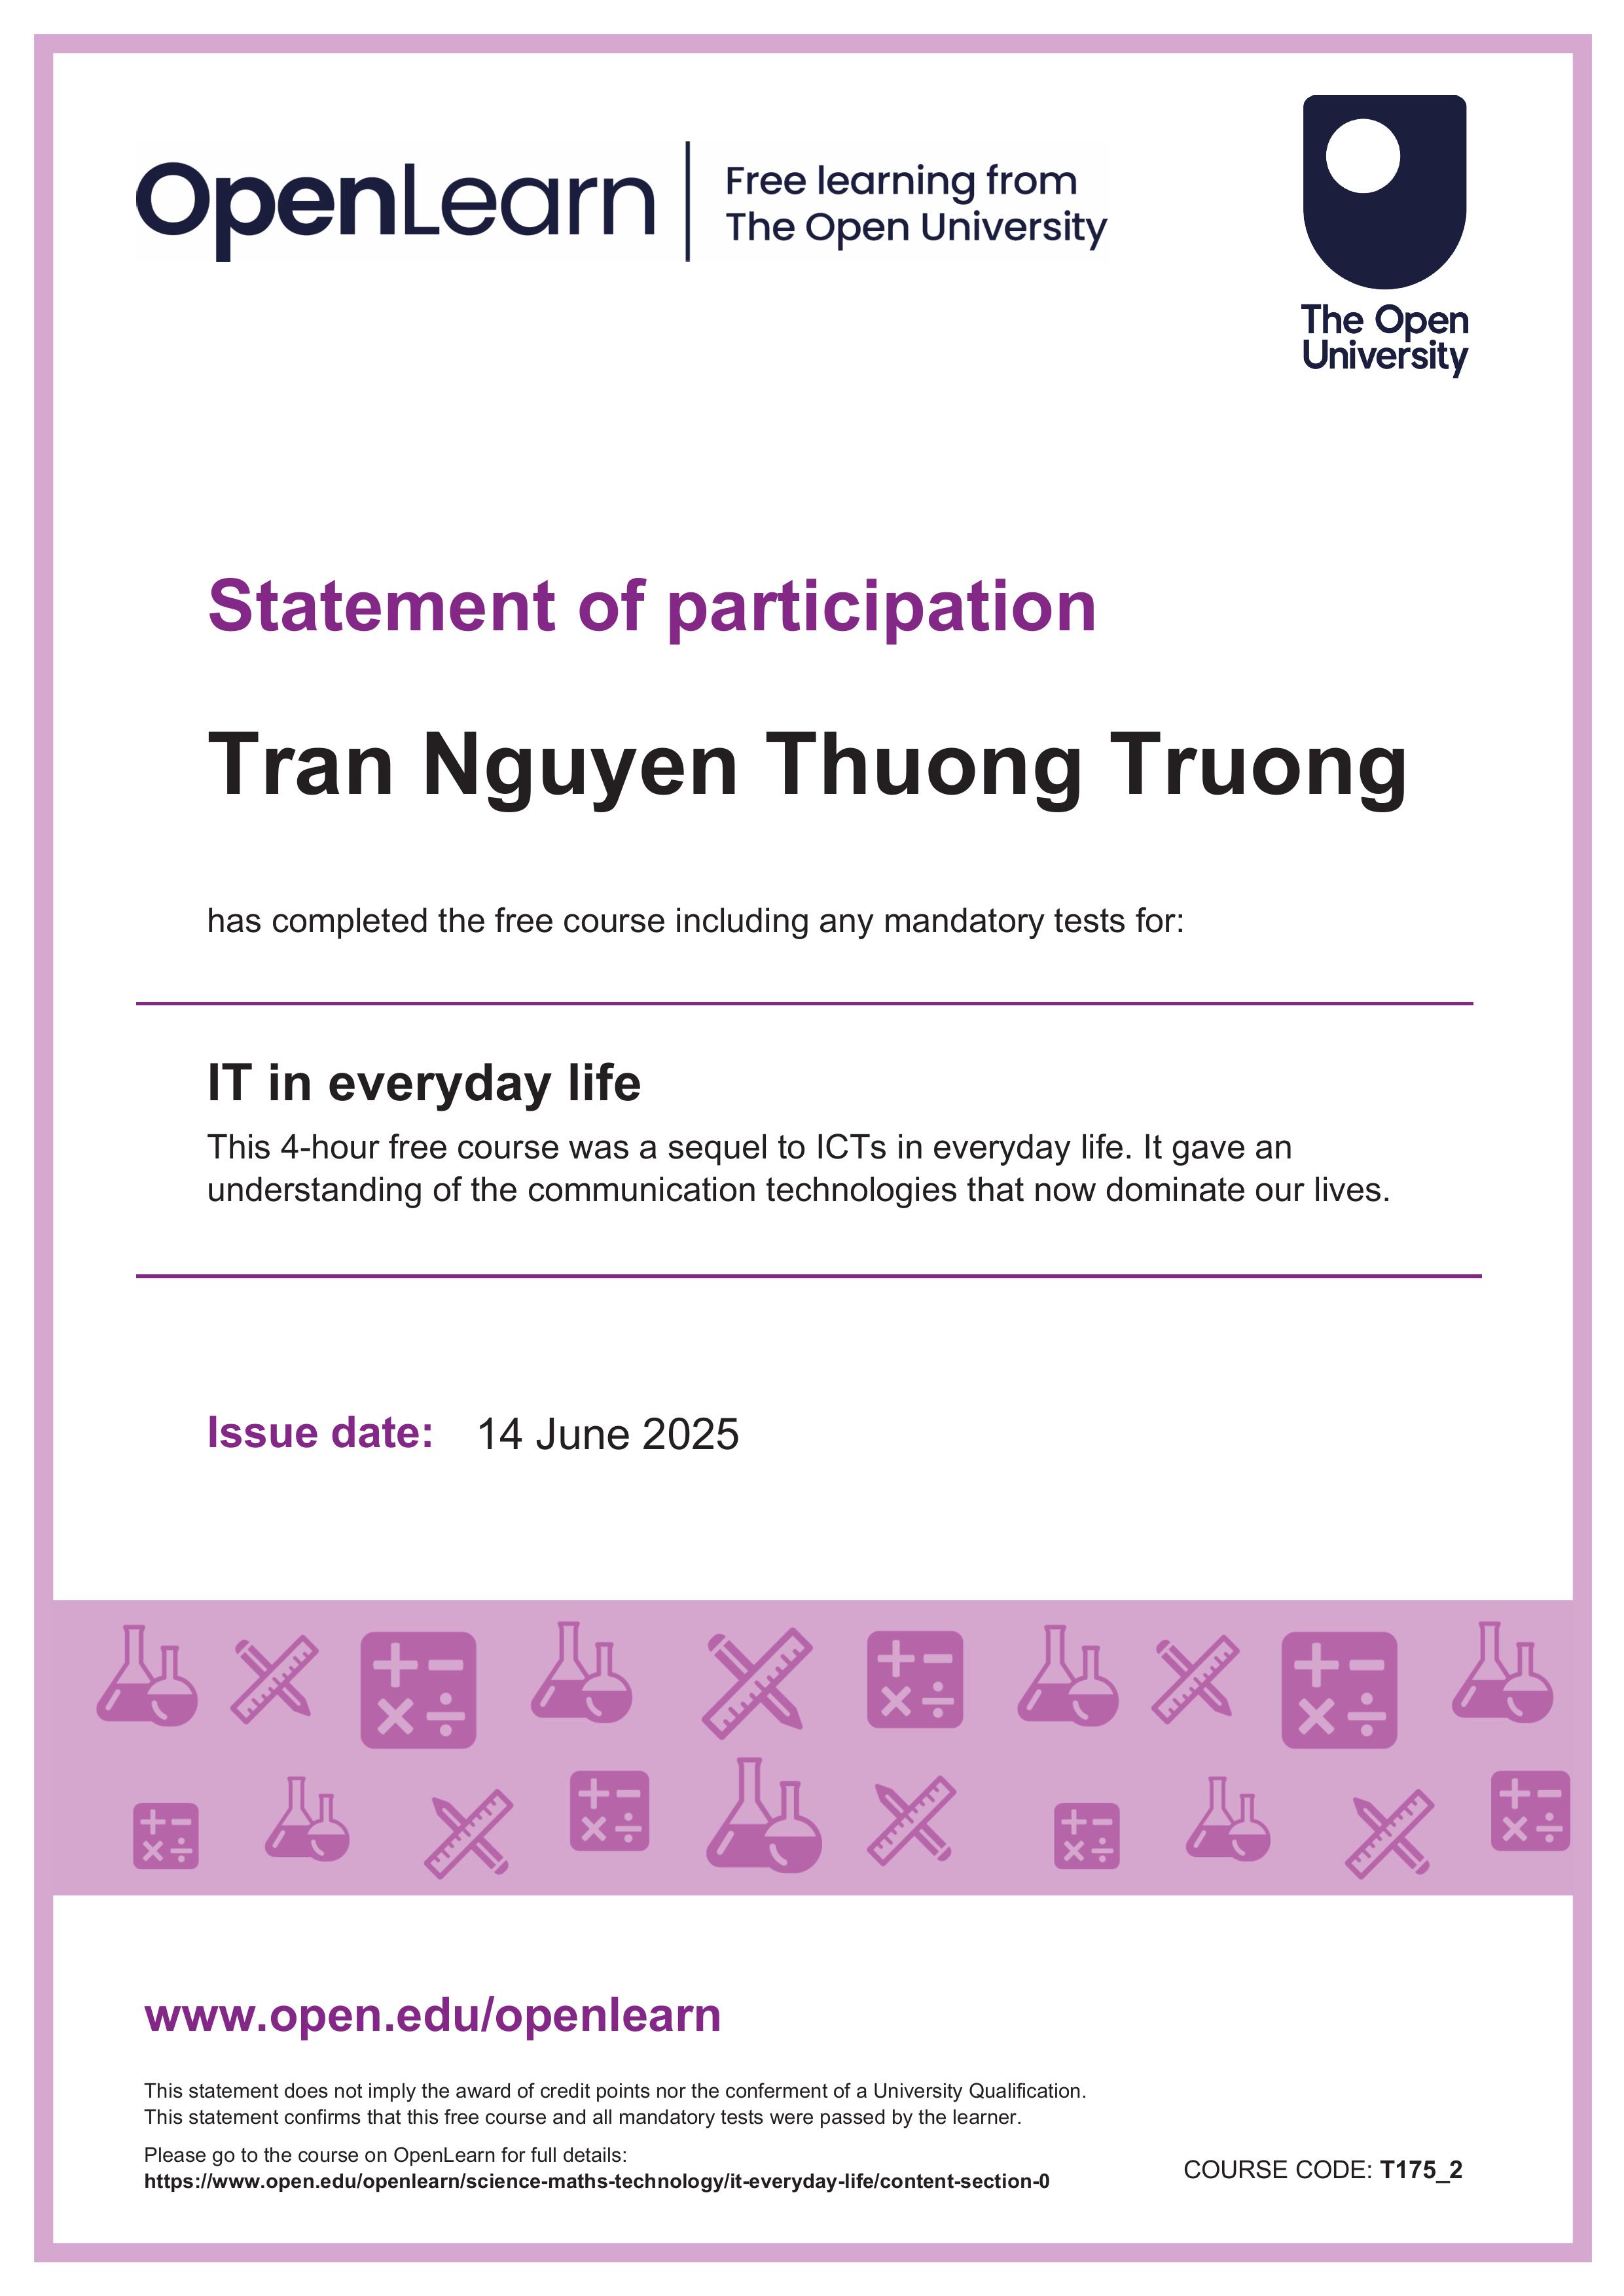 OpenLearn
Free learning from
The Open University
The Open
University
Statement of participation
Tran Nguyen Thuong Truong
has completed the free course including any mandatory tests for:
IT in everyday life
This 4-hour free course was a sequel to ICTs in everyday life. It gave an
understanding of the communication technologies that now dominate our lives.
Issue date: 14 June 2025
www.open.edu/openlearn
This statement does not imply the award of credit points nor the conferment of a University Qualification.
This statement confirms that this free course and all mandatory tests were passed by the learner.
Please go to the course on OpenLearn for full details:
https://www.open.edu/openlearn/science-maths-technology/it-everyday-life/content-section-0
COURSE CODE: T175_2